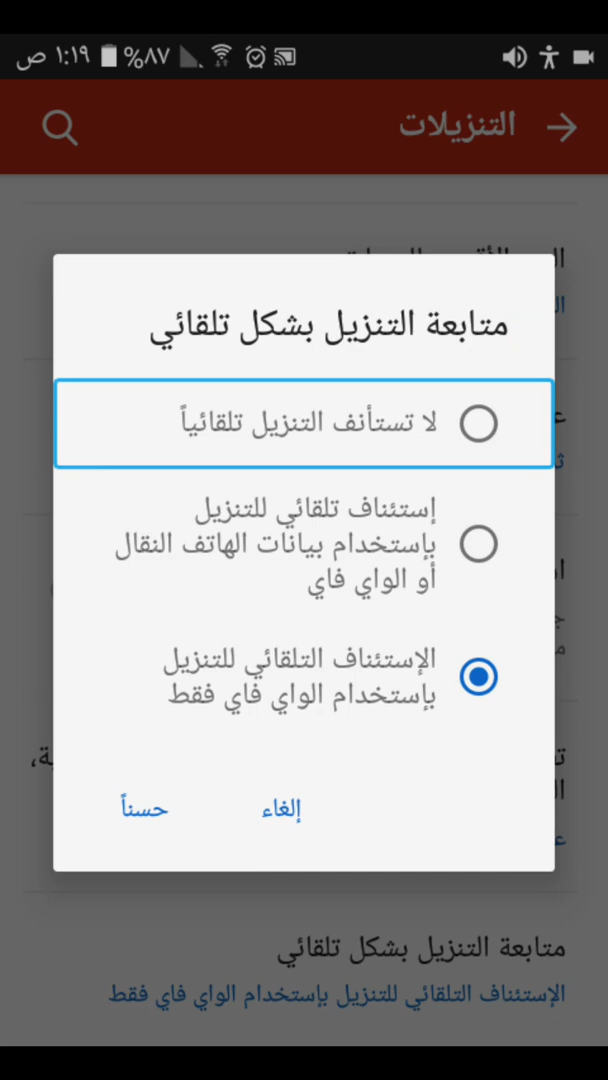 ١:١٩ ص
%٨٧
التنزيلات
متابعة التنزيل بشكل تلقائي
لا تستأنف التنزيل تلقائياً
إستئناف تلقائي للتنزيل
بإستخدام بيانات الهاتف النقال
أو الواي فاي
الإستئناف التلقائي للتنزيل
بإستخدام الواي فاي فقط
إلغاء
حسناً
متابعة التنزيل بشكل تلقائي
الإستئناف التلقائي للتنزيل بإستخدام الواي فاي فقط